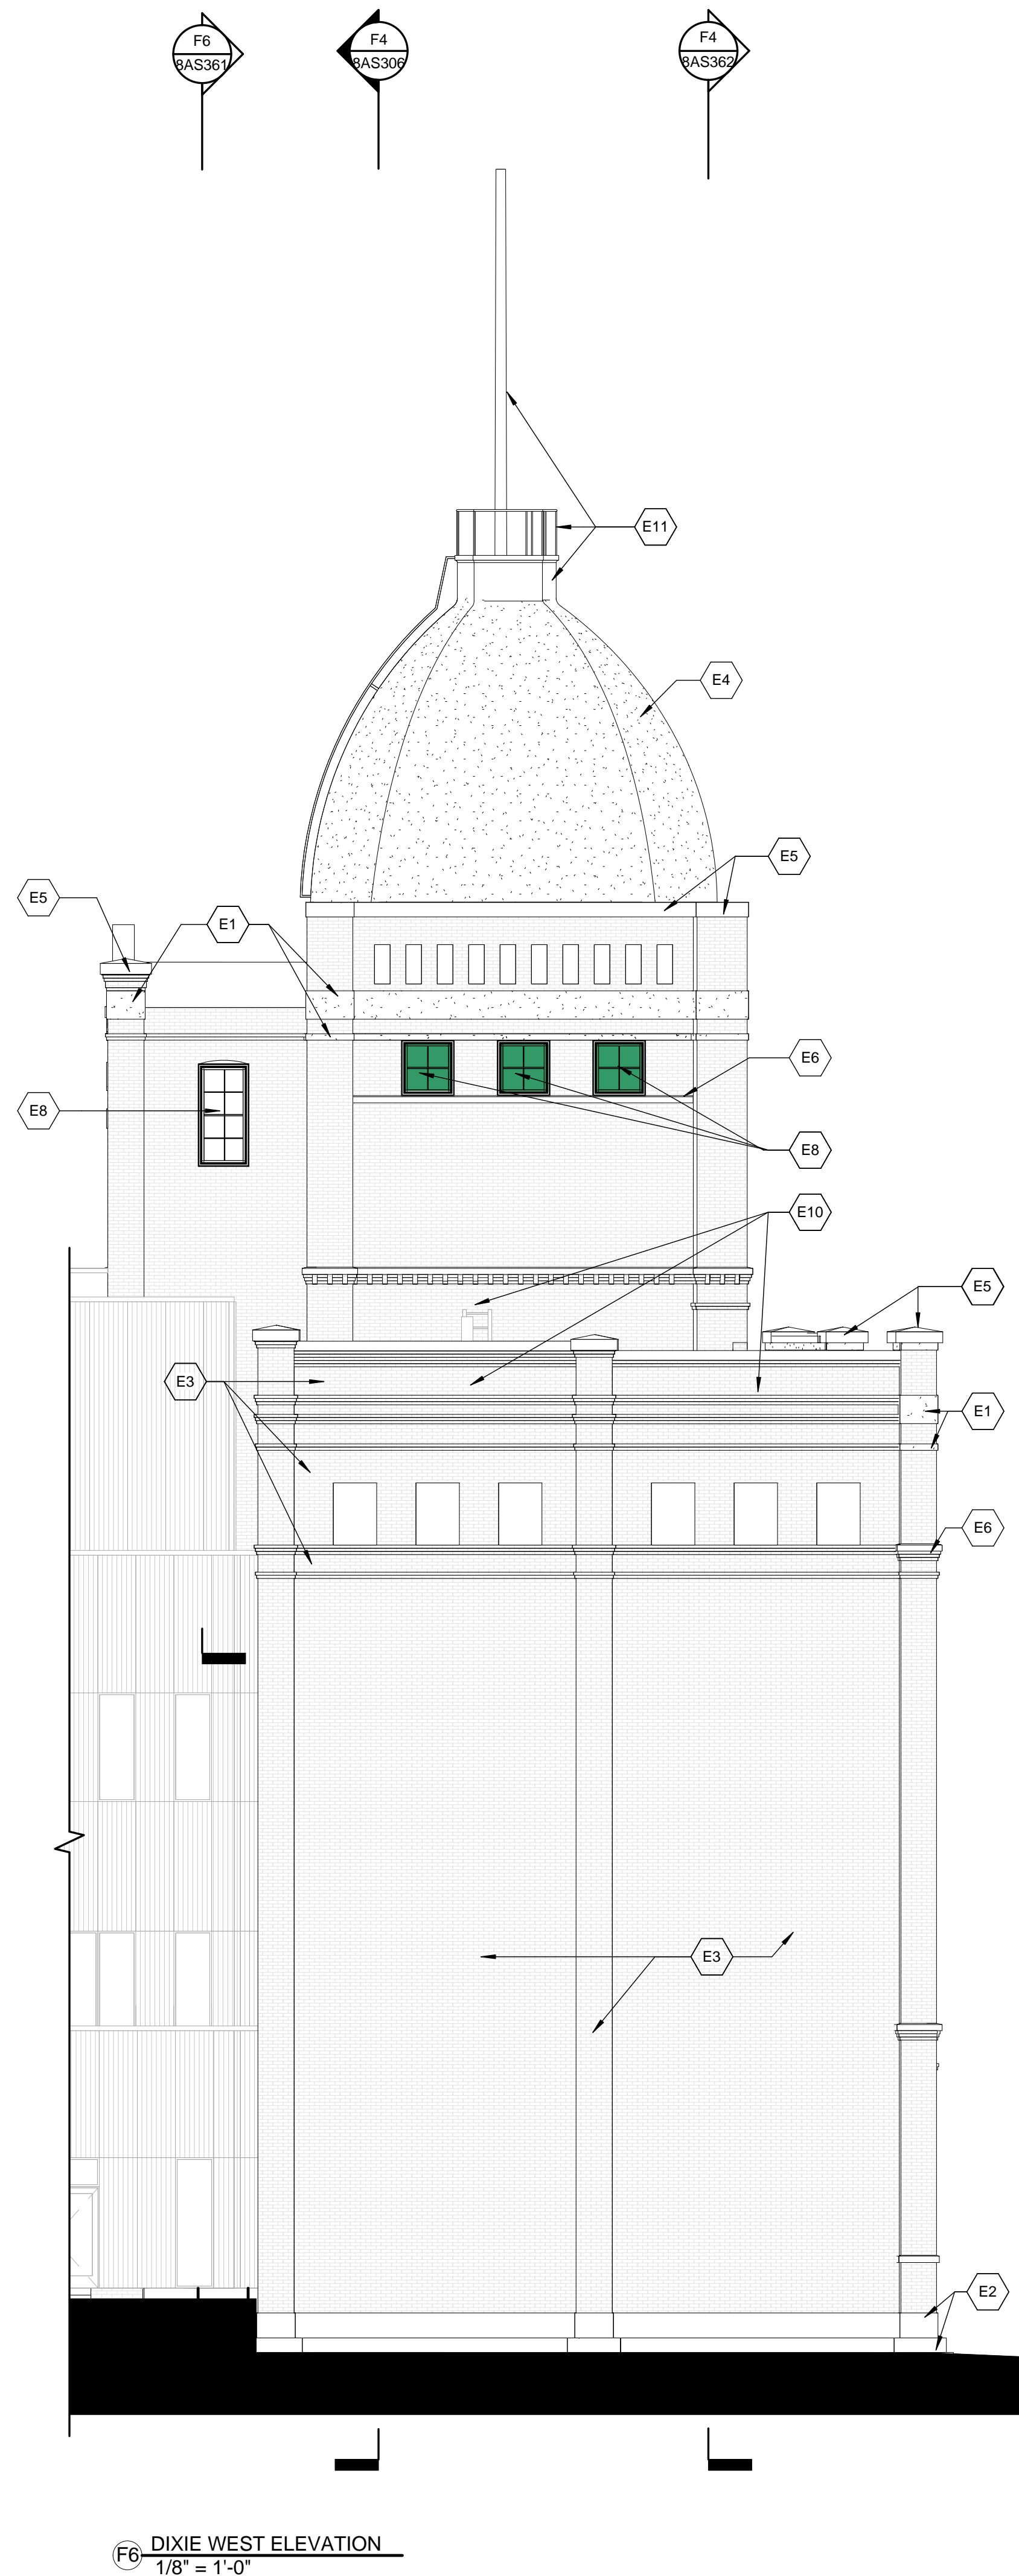 F6
8AS361
F4
8AS306
F4
8AS362
E11
E4
E5
E5
E1
E6
E8
E8
E10
E5
E3
E1
E6
E3
E2
F6
DIXIE WEST ELEVATION
1/8" = 1'-0"